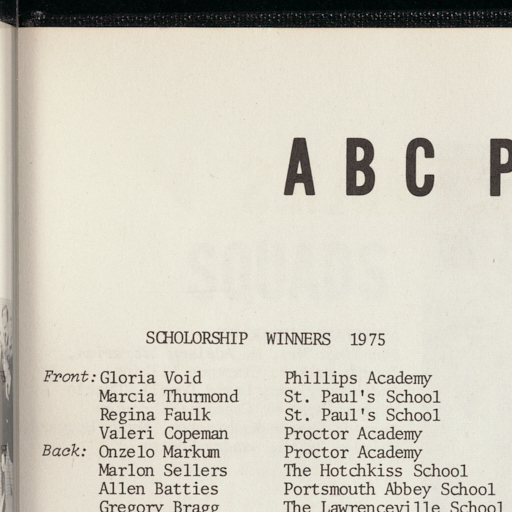 ABC P
SCHOLORSHIP WINNERS 1975
Front: Gloria Void Phillips Academy
Marcia Thurmond St. Paul's School
Regina Faulk St. Paul's School
Valeri Copeman Proctor Academy
Back: Onzelo Markum Proctor Academy
Marlon Sellers The Hotchkiss School
Allen Batties Portsmouth Abbey School
Gregory Bragg The Lawrenceville School